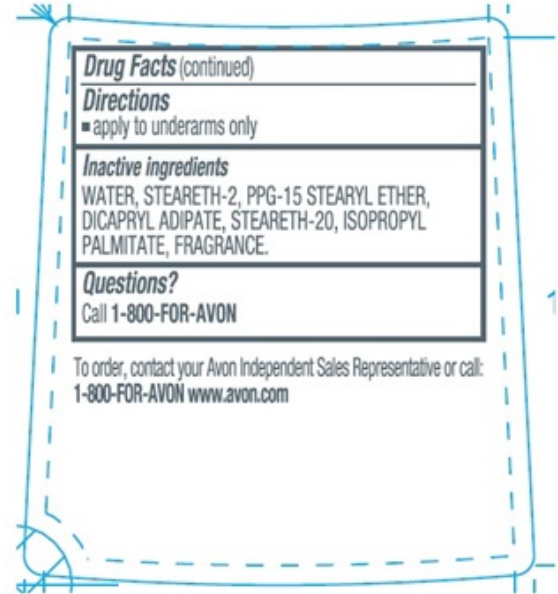 Drug Facts (continued)
Directions
▪ apply to underarms only
Inactive ingredients
WATER, STEARETH-2, PPG-15 STEARYL ETHER,
DICAPRYL ADIPATE, STEARETH-20, ISOPROPYL
PALMITATE, FRAGRANCE.
Questions?
Call 1-800-FOR-AVON
To order, contact your Avon Independent Sales Representative or call:
1-800-FOR-AVON www.avon.com